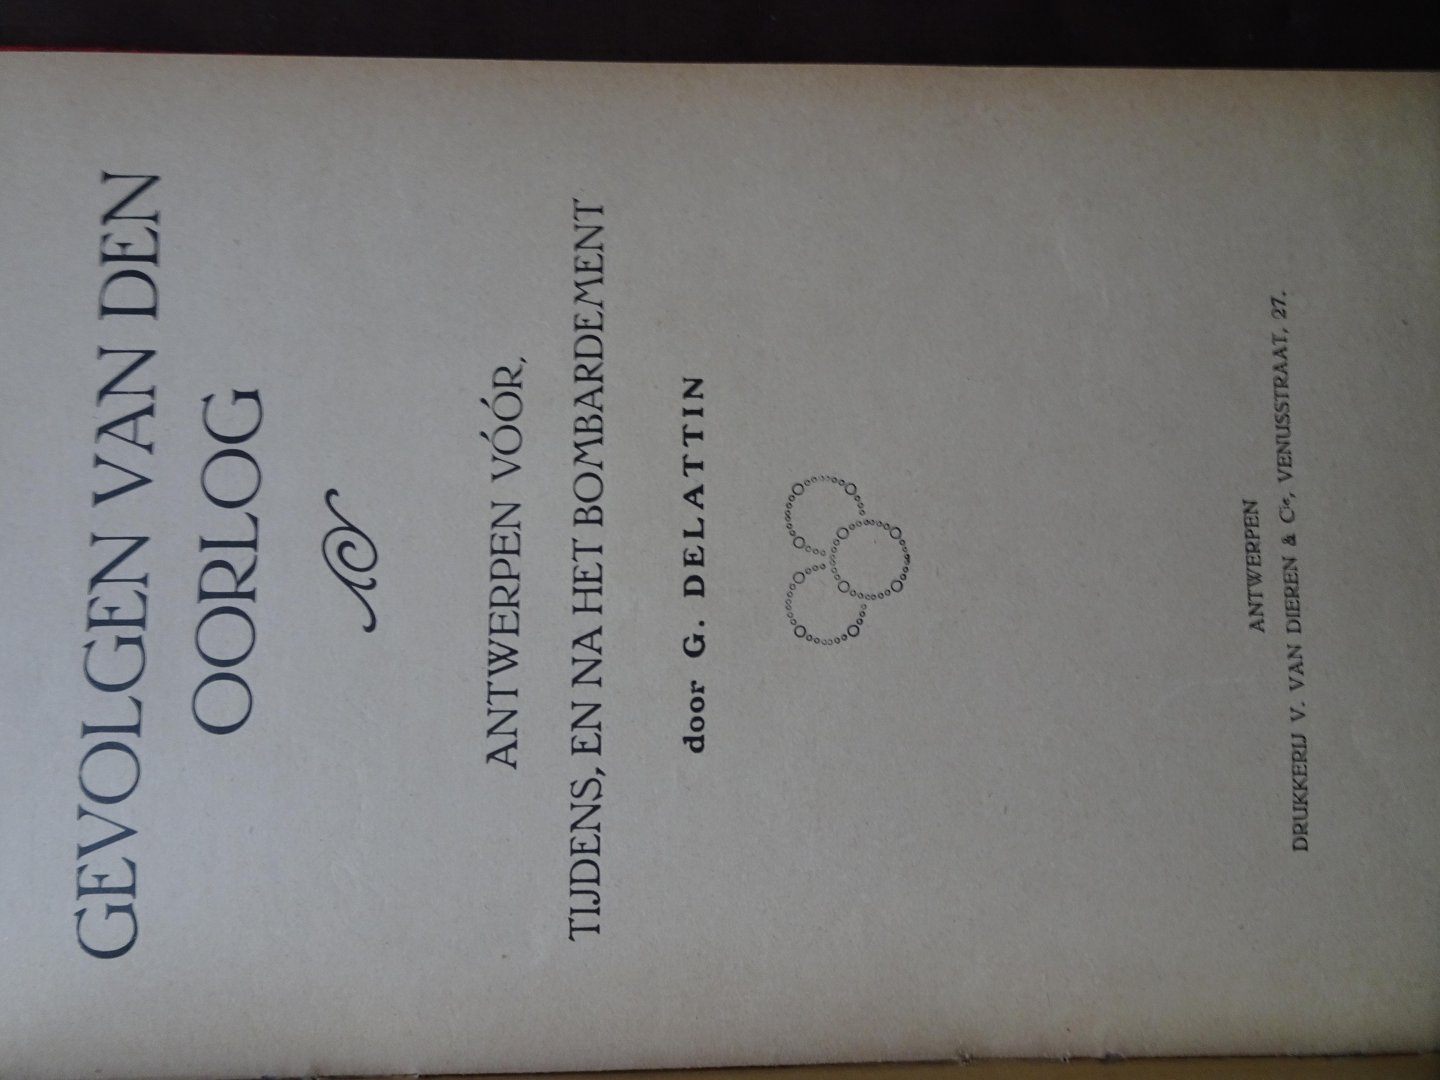 GEVOLGEN VAN DEN
OORLOG
ANTWERPEN VÓÓR,
TIJDENS, EN NA HET BOMBARDEMENT
door G. DELATTIN
ANTWERPEN
DRUKKERIJ V. VAN DIEREN & Cᵒ, VENUSSTRAAT, 27.